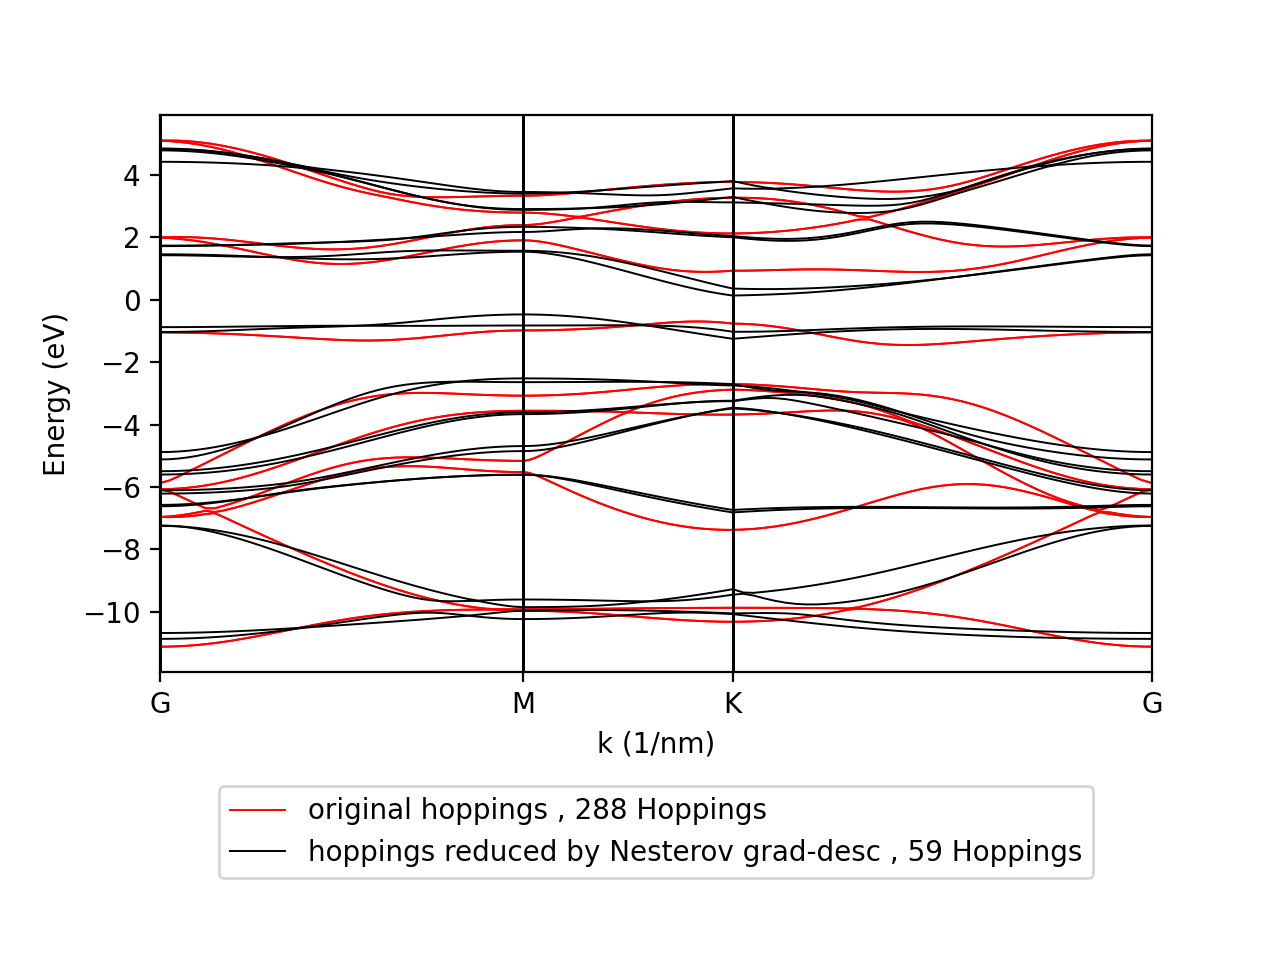 4
2
0
−2
−4
−6
−8
−10
Energy (eV)
G M K G
k (1/nm)
original hoppings , 288 Hoppings
hoppings reduced by Nesterov grad-desc , 59 Hoppings